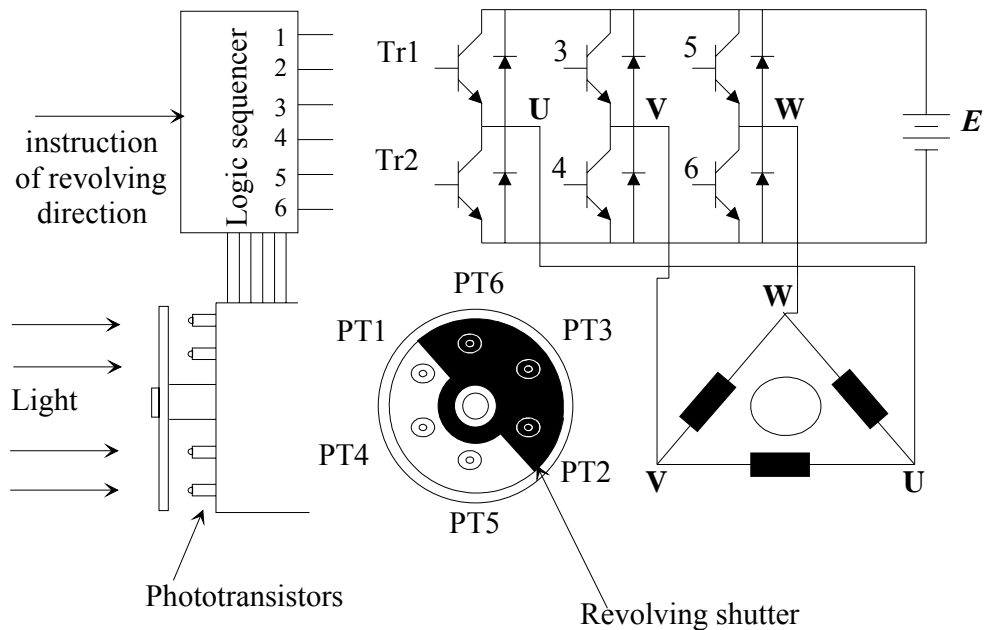 1
2
3
4
5
6
Logic sequencer
instruction
of revolving
direction
Tr1
3
5
U
V
W
E
Tr2
4
6
Light
Phototransistors
PT6
PT1
PT3
PT4
PT2
PT5
Revolving shutter
W
V
U